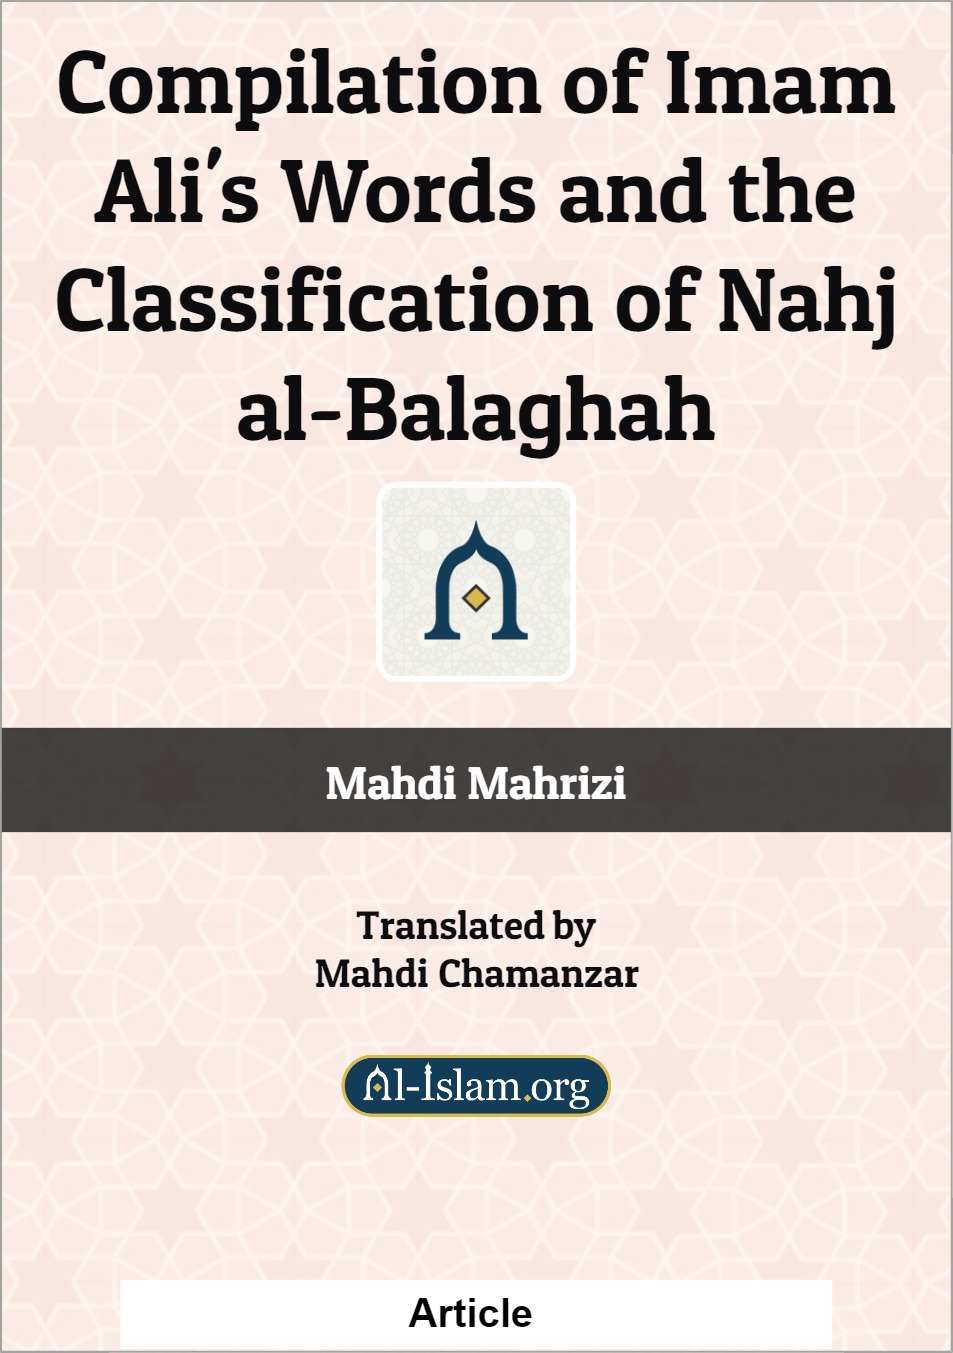 Compilation of Imam
Ali's Words and the
Classification of Nahj
al-Balaghah
Mahdi Mahrizi
Translated by
Mahdi Chamanzar
Al-Islam.org
Article